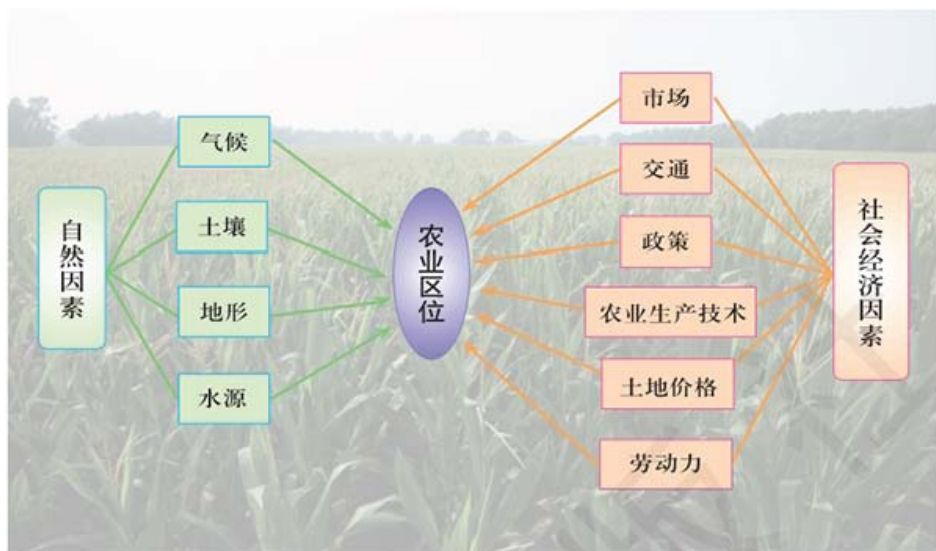 自然因素
气候
土壤
地形
水源
农业区位
市场
交通
政策
农业生产技术
土地价格
劳动力
社会经济因素